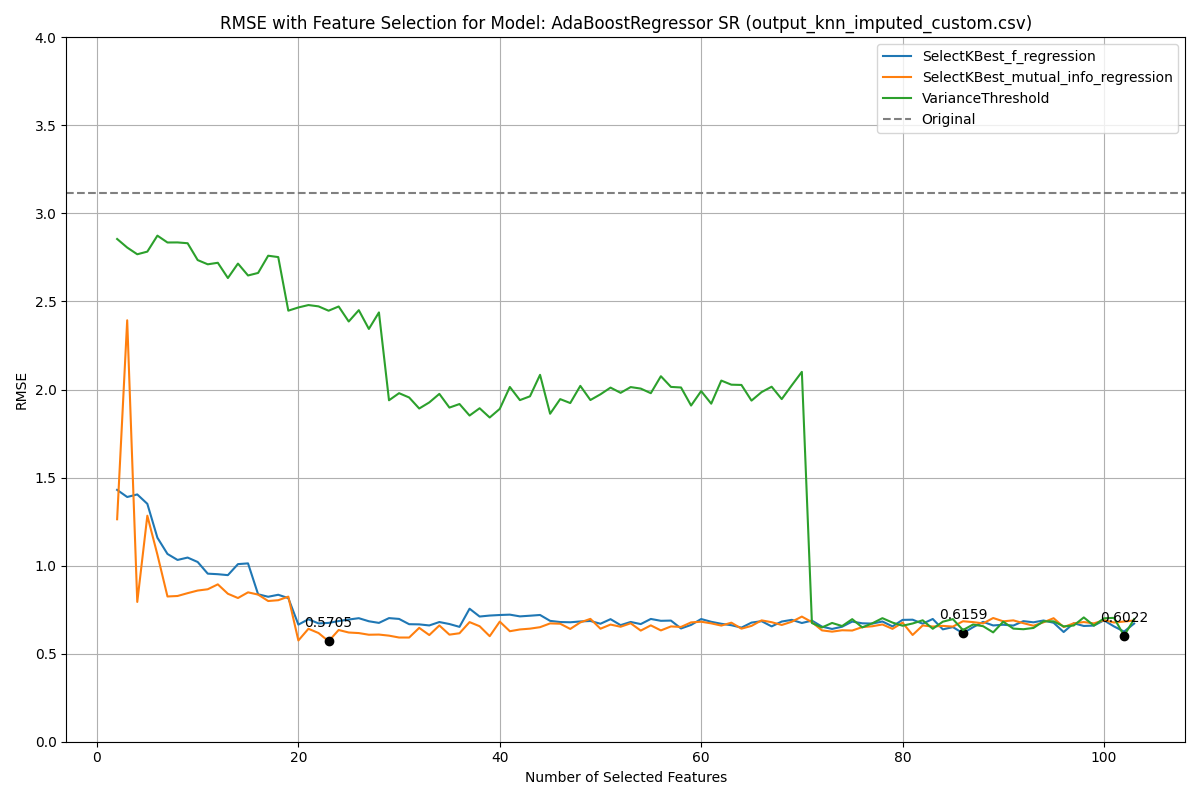 RMSE with Feature Selection for Model: AdaBoostRegressor SR (output_knn_imputed_custom.csv)
SelectKBest_f_regression
SelectKBest_mutual_info_regression
VarianceThreshold
Original
RMSE
4.0
3.5
3.0
2.5
2.0
1.5
1.0
0.5
0.0
0.5705
0.6159
0.6022
0
20
40
60
80
100
Number of Selected Features